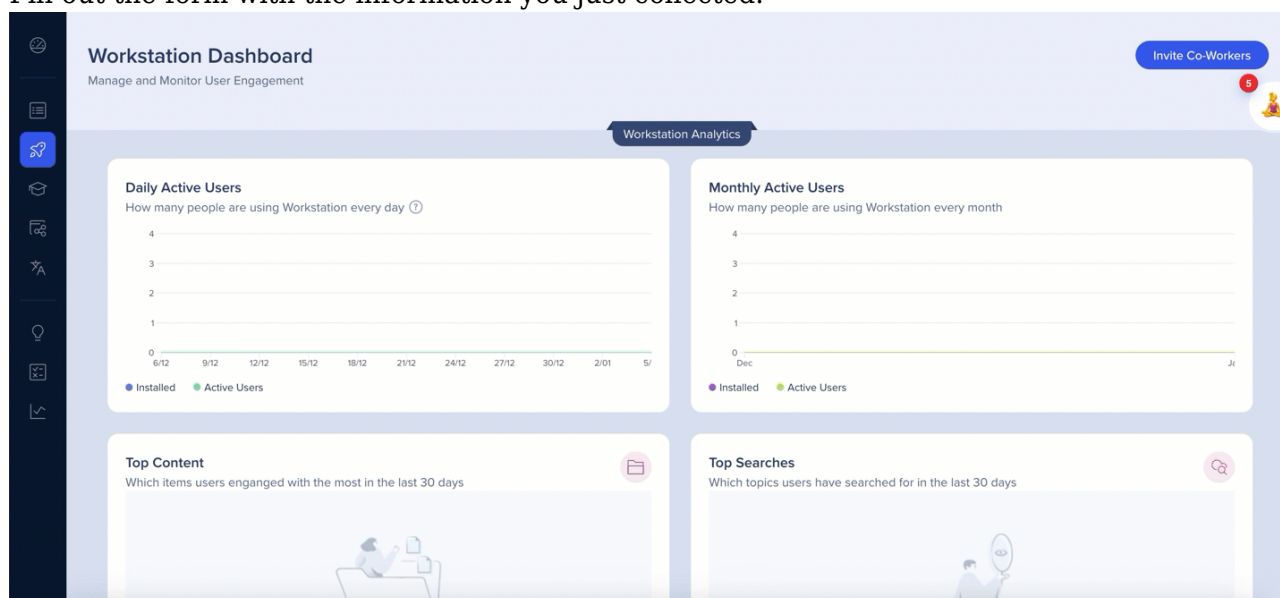 Fill out the form with the information you just collected.
Workstation Dashboard
Manage and Monitor User Engagement
Invite Co-Workers
5
Workstation Analytics
Daily Active Users
How many people are using Workstation every day ?
4
3
2
1
0
6/12 9/12 12/12 15/12 18/12 21/12 24/12 27/12 30/12 2/01 5/
Installed Active Users
Monthly Active Users
How many people are using Workstation every month
4
3
2
1
0
Dec
Installed Active Users
Top Content
Which items users enganged with the most in the last 30 days
Top Searches
Which topics users have searched for in the last 30 days